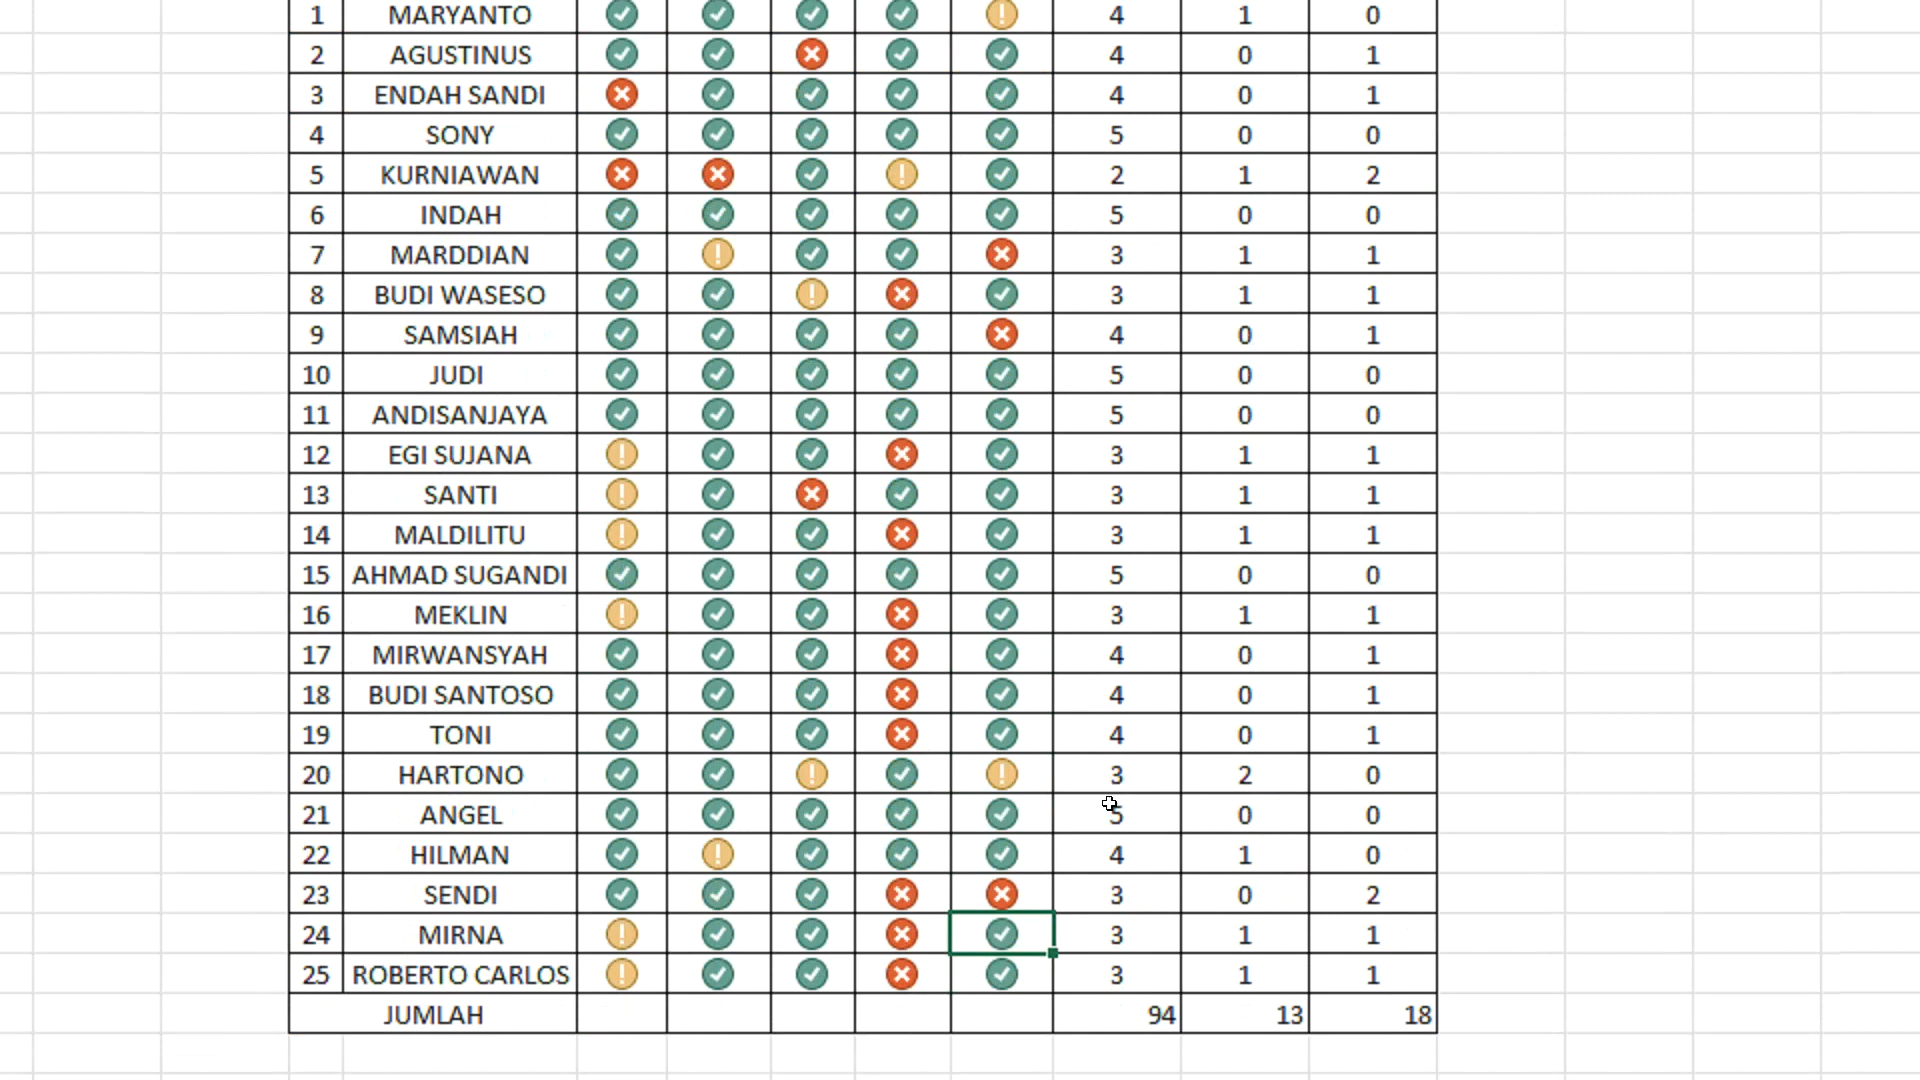 1 MARYANTO 4 1 0
2 AGUSTINUS 4 0 1
3 ENDAH SANDI 4 0 1
4 SONY 5 0 0
5 KURNIAWAN 2 1 2
6 INDAH 5 0 0
7 MARDDIAN 3 1 1
8 BUDI WASESO 3 1 1
9 SAMSIAH 4 0 1
10 JUDI 5 0 0
11 ANDISANJAYA 5 0 0
12 EGI SUJANA 3 1 1
13 SANTI 3 1 1
14 MALDILITU 3 1 1
15 AHMAD SUGANDI 5 0 0
16 MEKLIN 3 1 1
17 MIRWANSYAH 4 0 1
18 BUDI SANTOSO 4 0 1
19 TONI 4 0 1
20 HARTONO 3 2 0
21 ANGEL 5 0 0
22 HILMAN 4 1 0
23 SENDI 3 0 2
24 MIRNA 3 1 1
25 ROBERTO CARLOS 3 1 1
JUMLAH 94 13 18